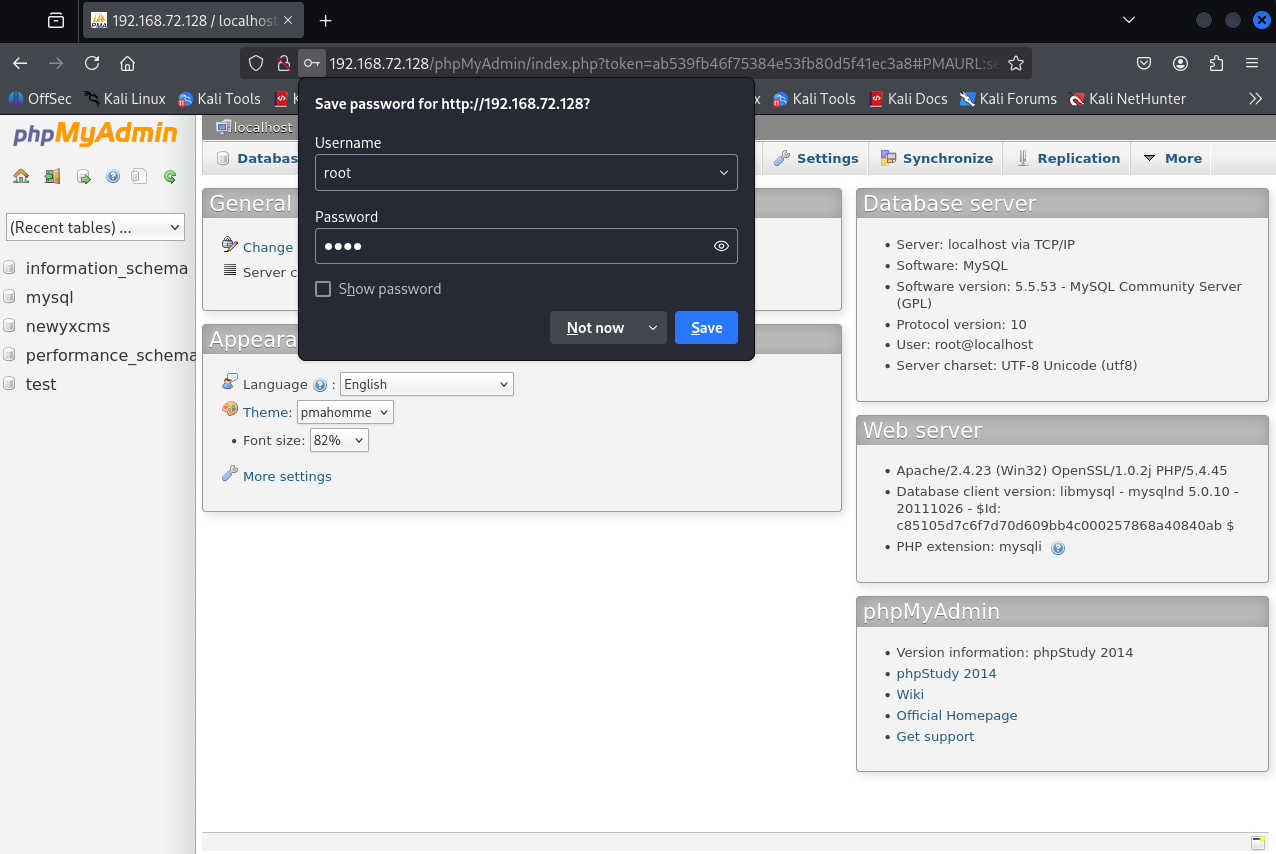 192.168.72.128 / localhost
192.168.72.128/phpMyAdmin/index.php?token=ab539fb46f75384e53fb80d5f41ec3a8#PMAURL:se
OffSec
Kali Linux
Kali Tools
Kali Tools
Kali Docs
Kali Forums
Kali NetHunter
Save password for http://192.168.72.128?
Username
root
Password
Show password
Not now
Save
phpMyAdmin
(Recent tables) ...
information_schema
mysql
newyxcms
performance_schema
test
localhost
Databas
Settings
Synchronize
Replication
More
General
Change
Server c
Appeara
Language :
English
Theme: pmahomme
• Font size: 82%
More settings
Database server
• Server: localhost via TCP/IP
• Software: MySQL
• Software version: 5.5.53 - MySQL Community Server
(GPL)
• Protocol version: 10
• User: root@localhost
• Server charset: UTF-8 Unicode (utf8)
Web server
• Apache/2.4.23 (Win32) OpenSSL/1.0.2j PHP/5.4.45
• Database client version: libmysql - mysqlnd 5.0.10 -
20111026 - $Id:
c85105d7c6f7d70d609bb4c000257868a40840ab $
• PHP extension: mysqli
phpMyAdmin
• Version information: phpStudy 2014
• phpStudy 2014
• Wiki
• Official Homepage
• Get support